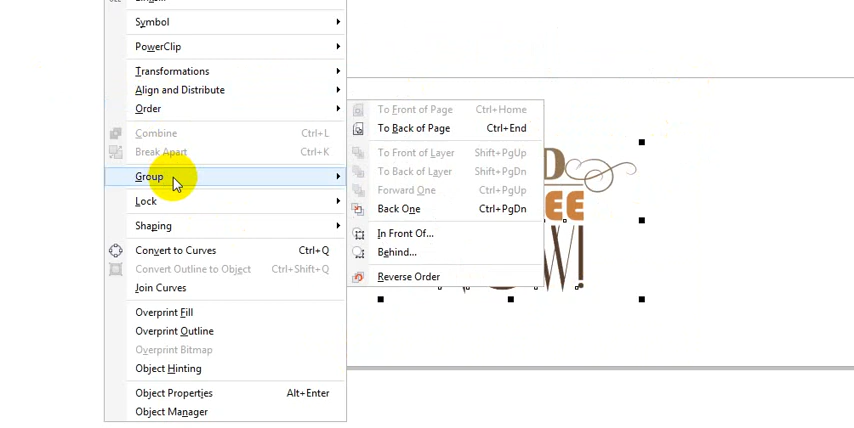 Symbol
PowerClip
Transformations
Align and Distribute
Order
Combine Ctrl+L
Break Apart Ctrl+K
Group
Lock
Shaping
Convert to Curves Ctrl+Q
Convert Outline to Object Ctrl+Shift+Q
Join Curves
Overprint Fill
Overprint Outline
Overprint Bitmap
Object Hinting
Object Properties Alt+Enter
Object Manager
To Front of Page Ctrl+Home
To Back of Page Ctrl+End
To Front of Layer Shift+PgUp
To Back of Layer Shift+PgDn
Forward One Ctrl+PgUp
Back One Ctrl+PgDn
In Front Of...
Behind...
Reverse Order
D
EE
W!